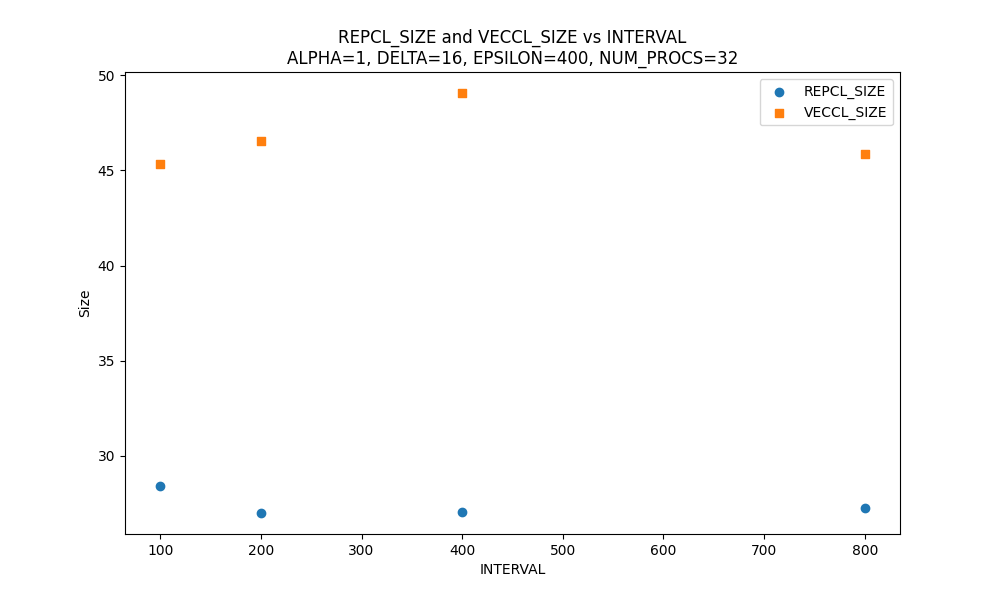 REPCL_SIZE and VECCL_SIZE vs INTERVAL
ALPHA=1, DELTA=16, EPSILON=400, NUM_PROCS=32
REPCL_SIZE
VECCL_SIZE
50
45
40
35
30
Size
100 200 300 400 500 600 700 800
INTERVAL